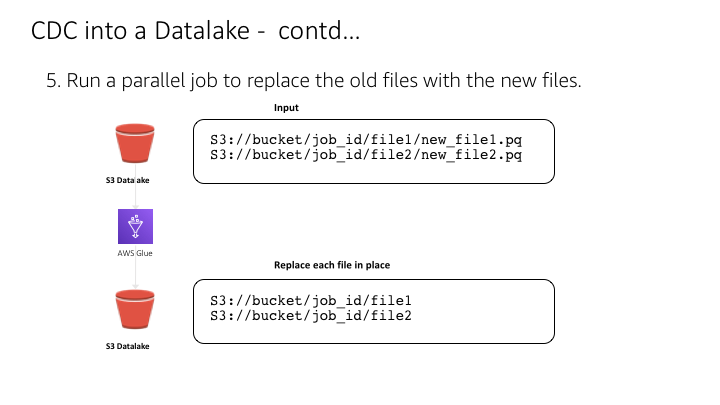 CDC into a Datalake -  contd...
5. Run a parallel job to replace the old files with the new files.
Input
S3://bucket/job_id/file1/new_file1.pq
S3://bucket/job_id/file2/new_file2.pq
S3 Datalake
AWS Glue
Replace each file in place
S3://bucket/job_id/file1
S3://bucket/job_id/file2
S3 Datalake